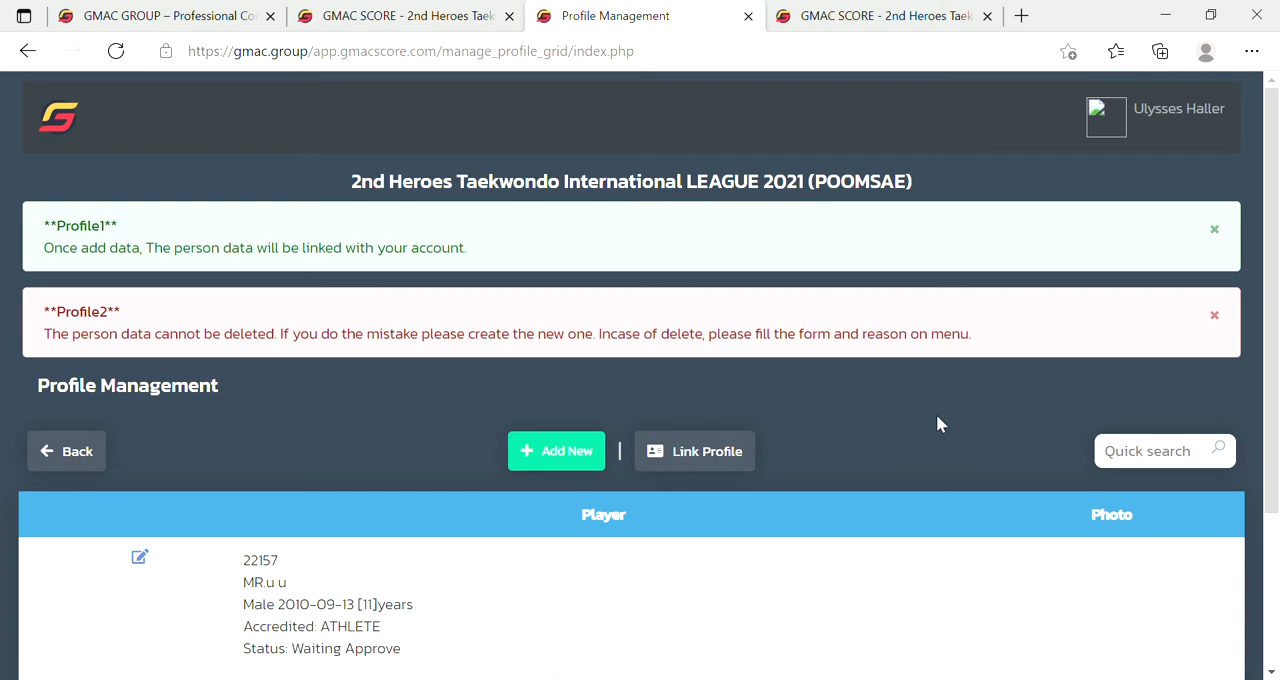 GMAC GROUP – Professional Co
GMAC SCORE - 2nd Heroes Taek
Profile Management
GMAC SCORE - 2nd Heroes Taek
https://gmac.group/app.gmacscore.com/manage_profile_grid/index.php
Ulysses Haller
2nd Heroes Taekwondo International LEAGUE 2021 (POOMSAE)
**Profile1**
Once add data, The person data will be linked with your account.
**Profile2**
The person data cannot be deleted. If you do the mistake please create the new one. Incase of delete, please fill the form and reason on menu.
Profile Management
Back
Add New
|
Link Profile
Quick search
Player
Photo
22157
MR.u u
Male 2010-09-13 [11]years
Accredited: ATHLETE
Status: Waiting Approve